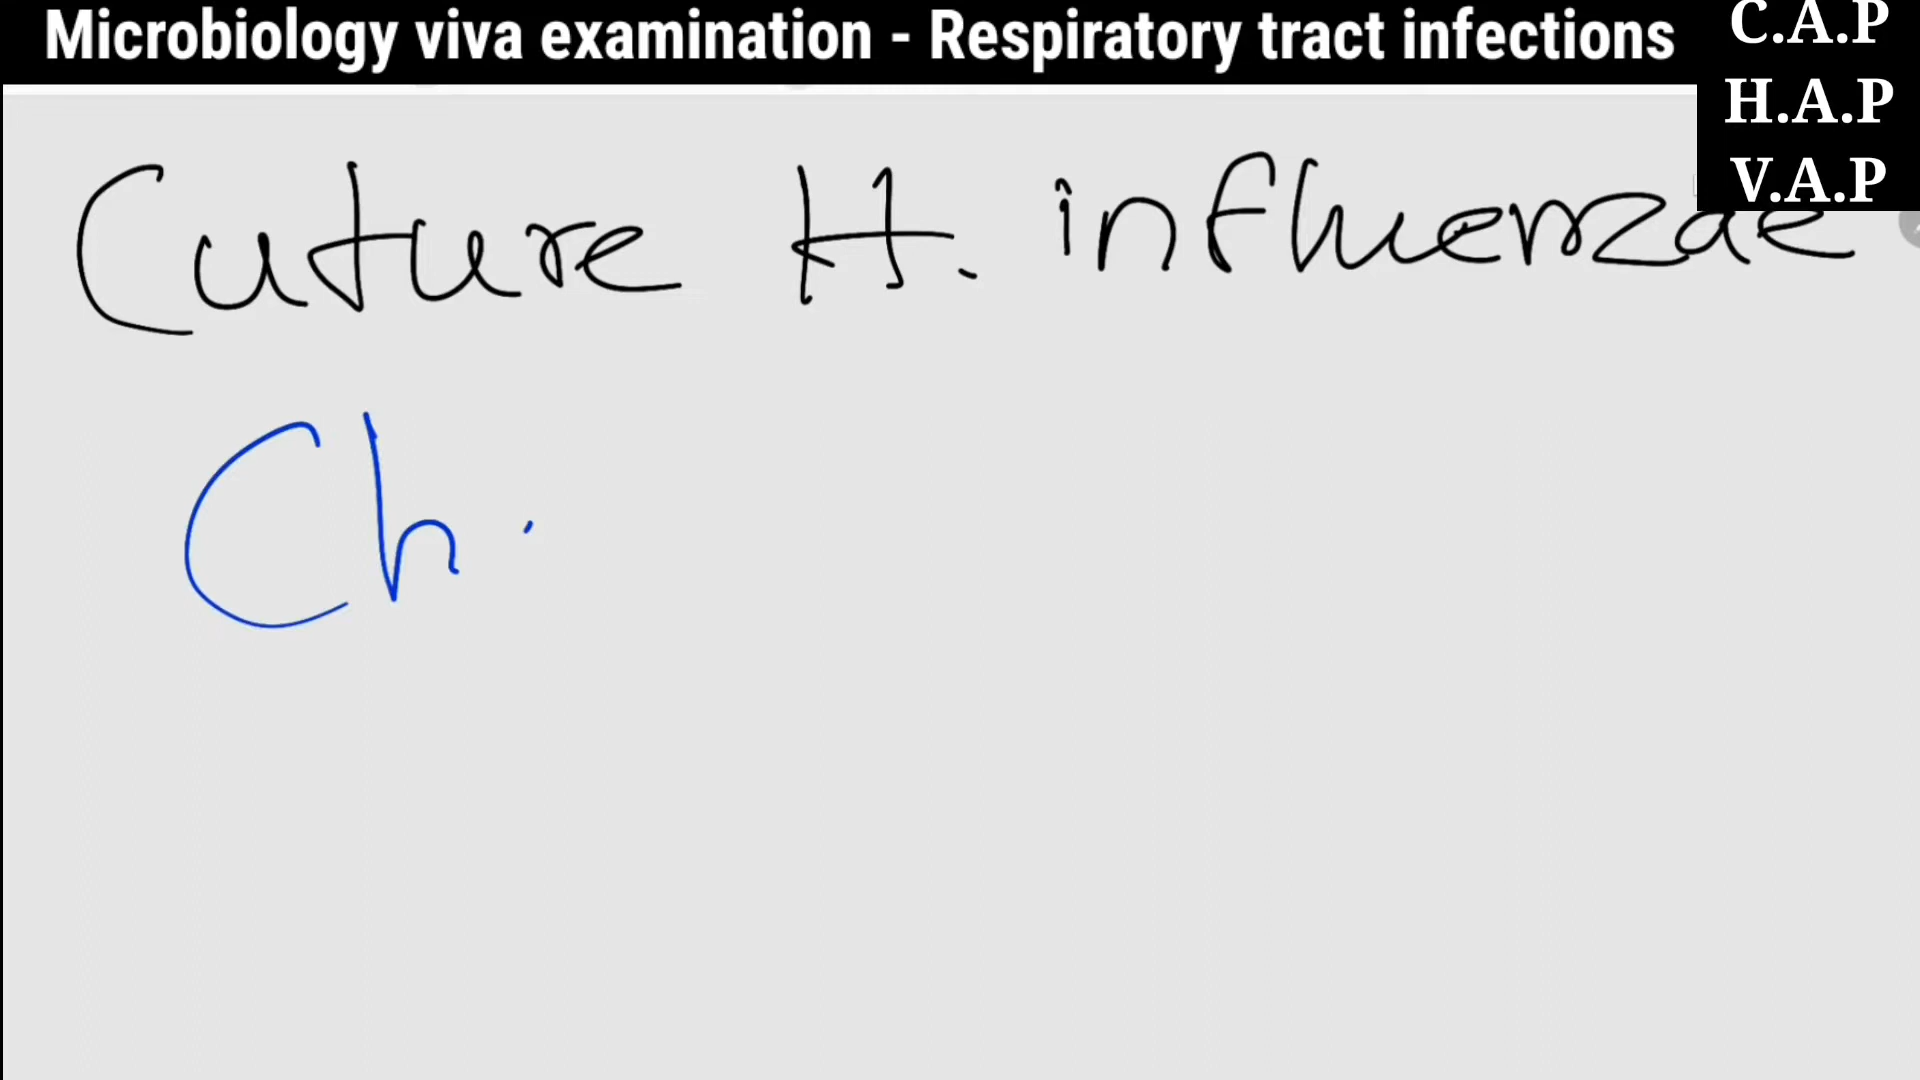 Microbiology viva examination - Respiratory tract infections
C.A.P
H.A.P
V.A.P
Cuture H. influenzae
Ch